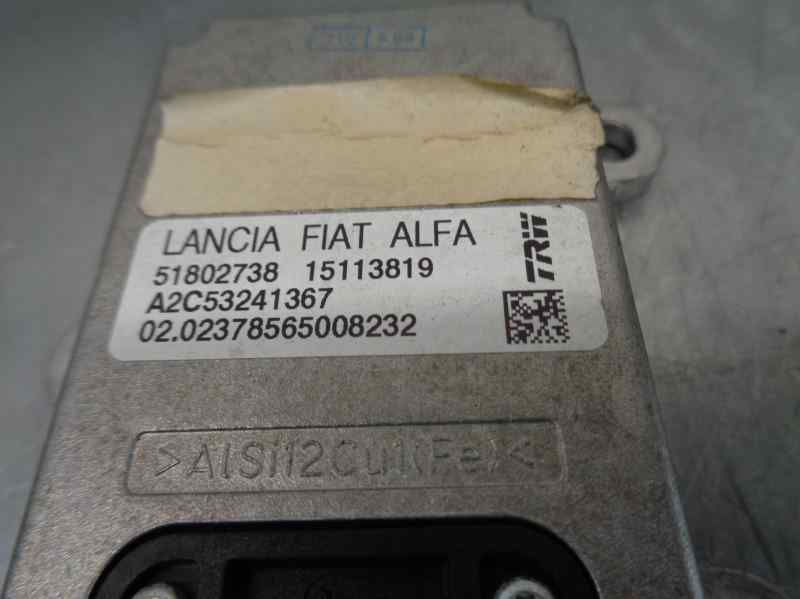 LANCIA FIAT ALFA
TRW
51802738 15113819
A2C53241367
02.02378565008232
>AlSi12Cu1(Fe)<